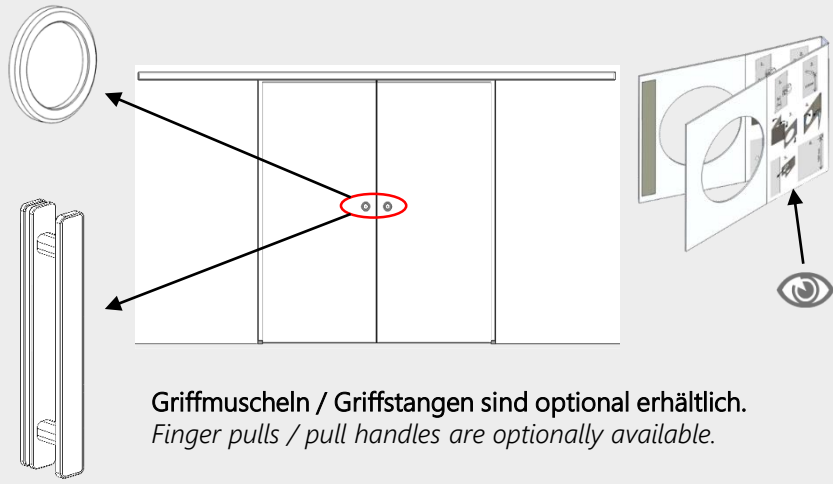 Griffmuscheln / Griffstangen sind optional erhältlich.
Finger pulls / pull handles are optionally available.